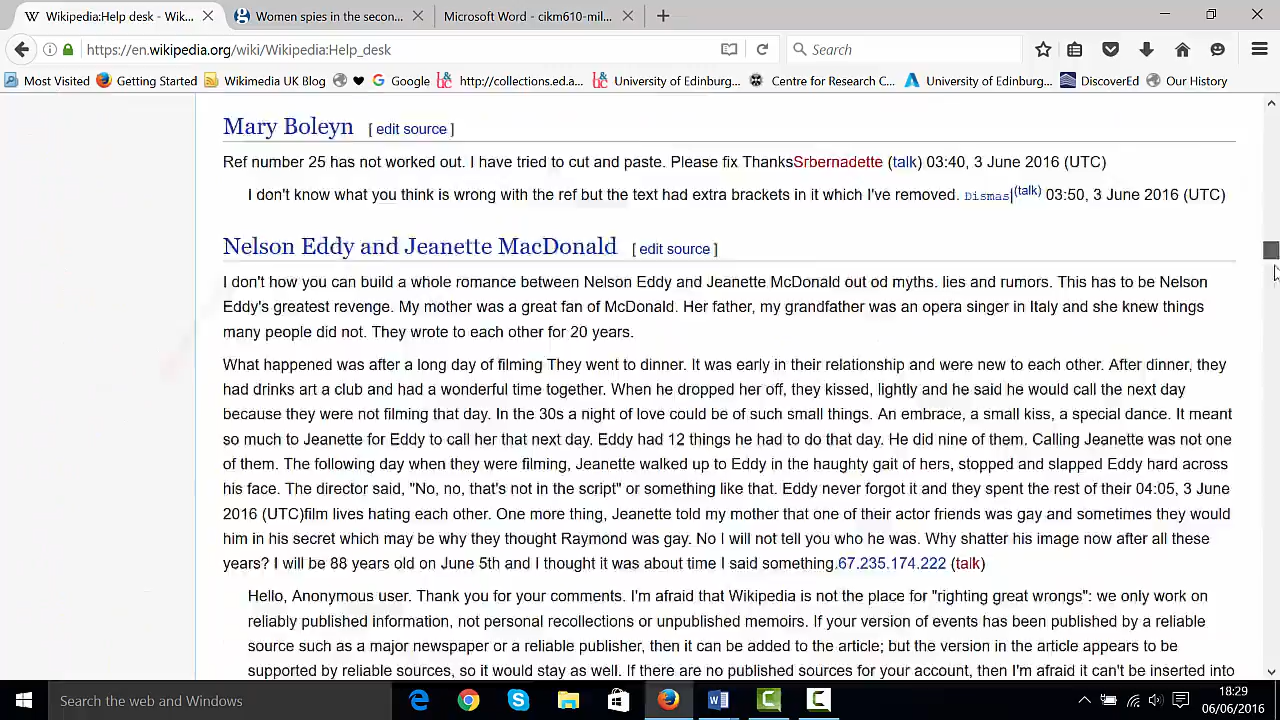 Wikipedia:Help desk - Wik...
Women spies in the secon...
Microsoft Word - cikm610-mil...
https://en.wikipedia.org/wiki/Wikipedia:Help_desk
Search
Most Visited
Getting Started
Wikimedia UK Blog
Google
http://collections.ed.a...
University of Edinburg...
Centre for Research C...
University of Edinburg...
DiscoverEd
Our History
Mary Boleyn [ edit source ]
Ref number 25 has not worked out. I have tried to cut and paste. Please fix ThanksSrbernadette (talk) 03:40, 3 June 2016 (UTC)
I don't know what you think is wrong with the ref but the text had extra brackets in it which I've removed. Dismas|(talk) 03:50, 3 June 2016 (UTC)
Nelson Eddy and Jeanette MacDonald [ edit source ]
I don't how you can build a whole romance between Nelson Eddy and Jeanette McDonald out od myths. lies and rumors. This has to be Nelson
Eddy's greatest revenge. My mother was a great fan of McDonald. Her father, my grandfather was an opera singer in Italy and she knew things
many people did not. They wrote to each other for 20 years.
What happened was after a long day of filming They went to dinner. It was early in their relationship and were new to each other. After dinner, they
had drinks art a club and had a wonderful time together. When he dropped her off, they kissed, lightly and he said he would call the next day
because they were not filming that day. In the 30s a night of love could be of such small things. An embrace, a small kiss, a special dance. It meant
so much to Jeanette for Eddy to call her that next day. Eddy had 12 things he had to do that day. He did nine of them. Calling Jeanette was not one
of them. The following day when they were filming, Jeanette walked up to Eddy in the haughty gait of hers, stopped and slapped Eddy hard across
his face. The director said, "No, no, that's not in the script" or something like that. Eddy never forgot it and they spent the rest of their 04:05, 3 June
2016 (UTC)film lives hating each other. One more thing, Jeanette told my mother that one of their actor friends was gay and sometimes they would
him in his secret which may be why they thought Raymond was gay. No I will not tell you who he was. Why shatter his image now after all these
years? I will be 88 years old on June 5th and I thought it was about time I said something.67.235.174.222 (talk)
Hello, Anonymous user. Thank you for your comments. I'm afraid that Wikipedia is not the place for "righting great wrongs": we only work on
reliably published information, not personal recollections or unpublished memoirs. If your version of events has been published by a reliable
source such as a major newspaper or a reliable publisher, then it can be added to the article; but the version in the article appears to be
supported by reliable sources, so it would stay as well. If there are no published sources for your account, then I'm afraid it can't be inserted into
Search the web and Windows
18:29
06/06/2016